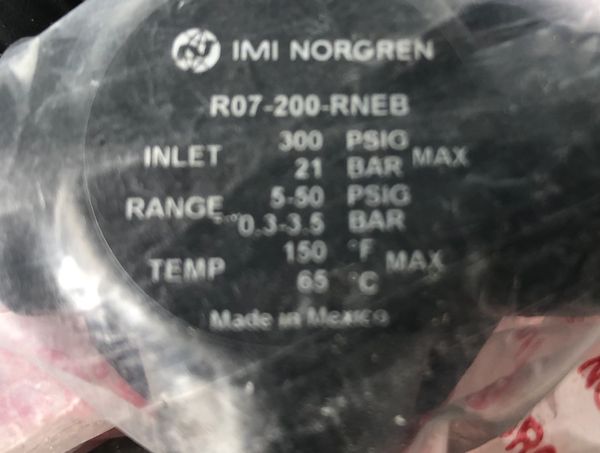 IMI NORGREN
R07-200-RNEB
INLET 300 PSIG MAX
21 BAR
RANGE 5-50 PSIG
0.3-3.5 BAR
TEMP 150 °F MAX
65 °C
Made in Mexico